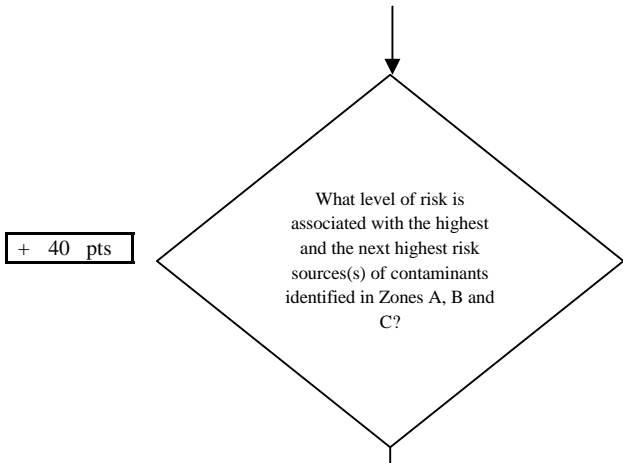 What level of risk is
associated with the highest
+ 40 pts
and the next highest risk
sources(s) of contaminants
identified in Zones A, B and
C?